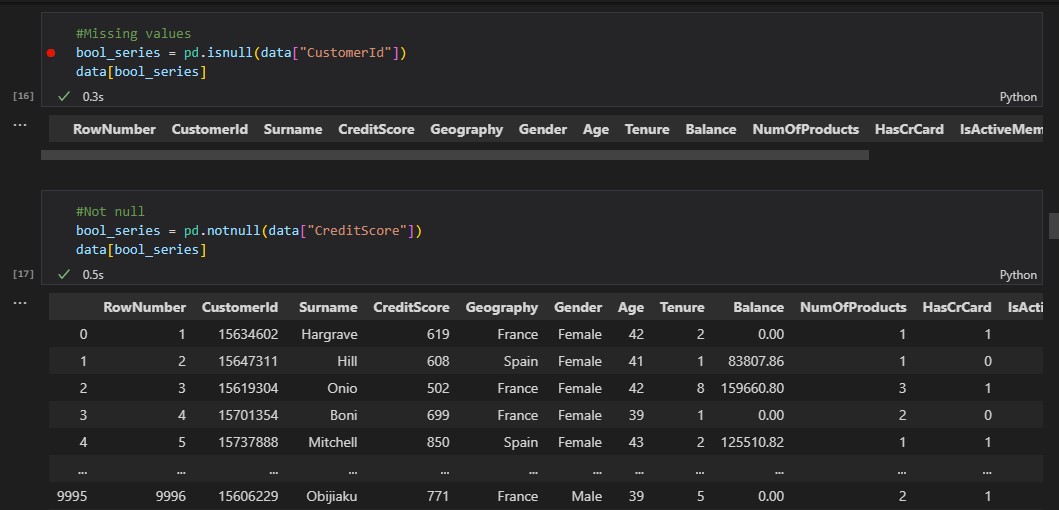 #Missing values
bool_series = pd.isnull(data["CustomerId"])
data[bool_series]
[16] 0.3s Python
... RowNumber CustomerId Surname CreditScore Geography Gender Age Tenure Balance NumOfProducts HasCrCard IsActiveMem
#Not null
bool_series = pd.notnull(data["CreditScore"])
data[bool_series]
[17] 0.5s Python
... RowNumber CustomerId Surname CreditScore Geography Gender Age Tenure Balance NumOfProducts HasCrCard IsActi
0 1 15634602 Hargrave 619 France Female 42 2 0.00 1 1
1 2 15647311 Hill 608 Spain Female 41 1 83807.86 1 0
2 3 15619304 Onio 502 France Female 42 8 159660.80 3 1
3 4 15701354 Boni 699 France Female 39 1 0.00 2 0
4 5 15737888 Mitchell 850 Spain Female 43 2 125510.82 1 1
... ... ... ... ... ... ... ... ... ... ... ...
9995 9996 15606229 Obijiaku 771 France Male 39 5 0.00 2 1